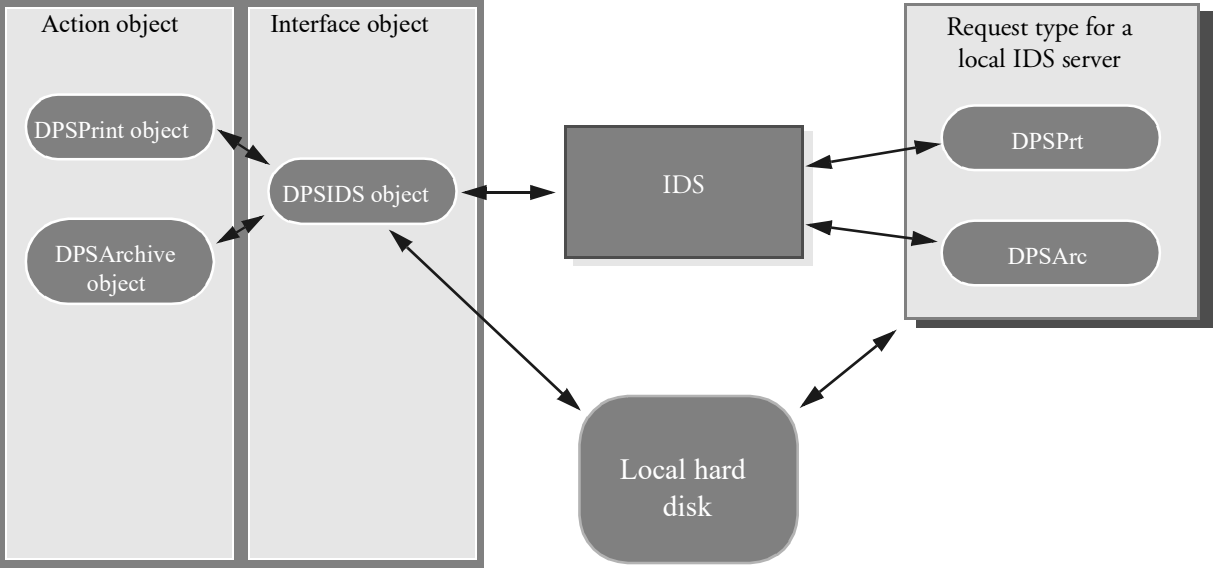 Action object
Interface object
Request type for a
local IDS server
DPSPrint object
DPSArchive
object
DPSIDS object
IDS
DPSPrt
DPSArc
Local hard
disk